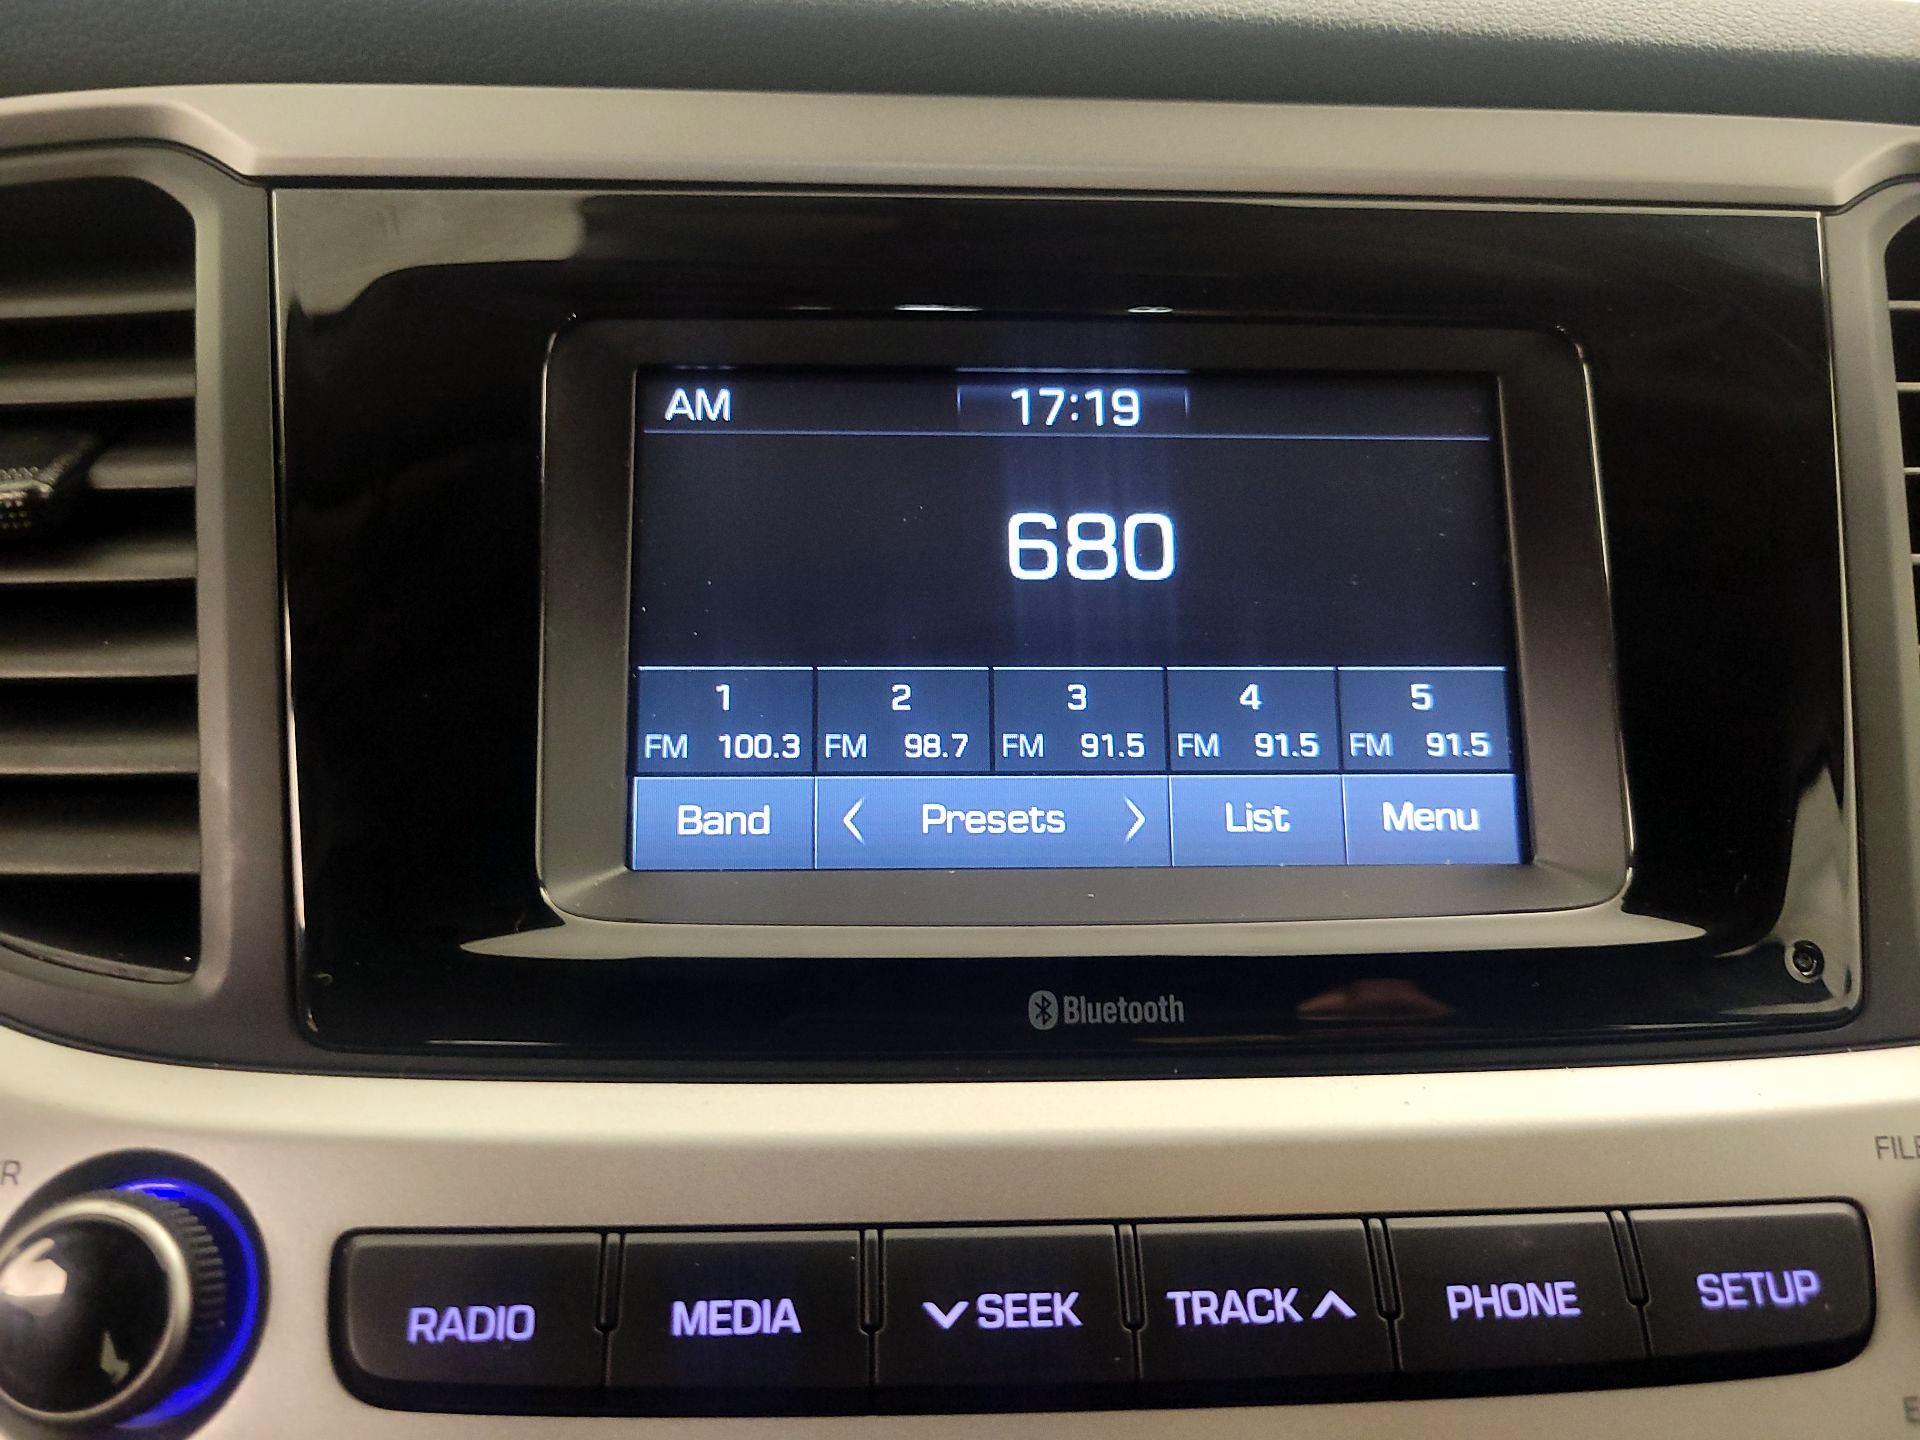 AM 17:19
680
1 2 3 4 5
FM 100.3 FM 98.7 FM 91.5 FM 91.5 FM 91.5
Band < Presets > List Menu
Bluetooth
RADIO MEDIA SEEK TRACK PHONE SETUP